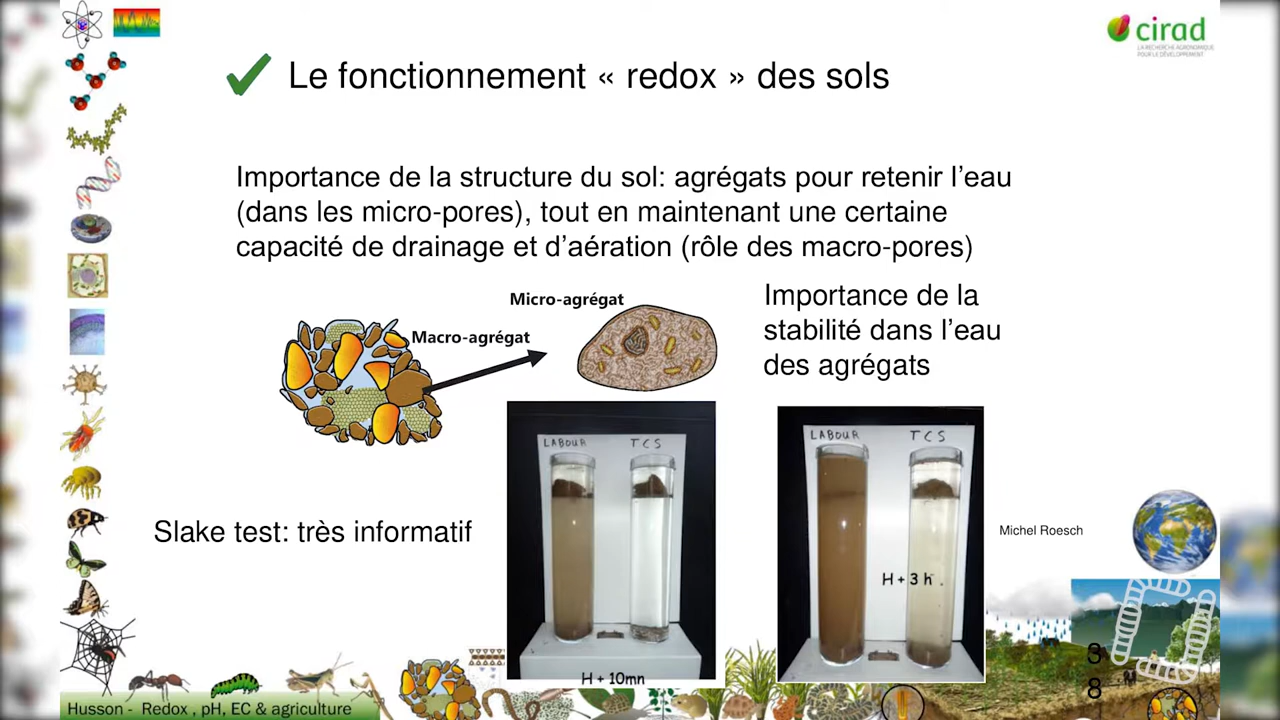 cirad
LA RECHERCHE AGRONOMIQUE
POUR LE DÉVELOPPEMENT
Le fonctionnement « redox » des sols
Importance de la structure du sol: agrégats pour retenir l’eau
(dans les micro-pores), tout en maintenant une certaine
capacité de drainage et d’aération (rôle des macro-pores)
Micro-agrégat
Macro-agrégat
Importance de la
stabilité dans l’eau
des agrégats
LABOUR TCS
LABOUR TCS
Slake test: très informatif
H + 3 h .
Michel Roesch
H + 10mn
3
8
Husson - Redox , pH, EC & agriculture